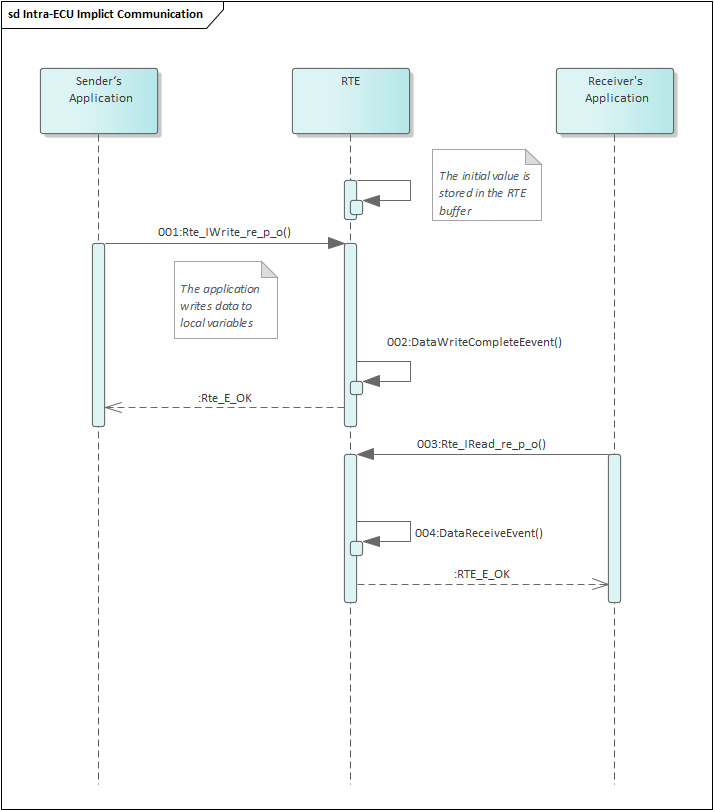 sd Intra-ECU Implict Communication
Sender's
Application
RTE
Receiver's
Application
The initial value is
stored in the RTE
buffer
001:Rte_IWrite_re_p_o()
The application
writes data to
local variables
002:DataWriteCompleteEevent()
:Rte_E_OK
003:Rte_IRead_re_p_o()
004:DataReceiveEvent()
:RTE_E_OK